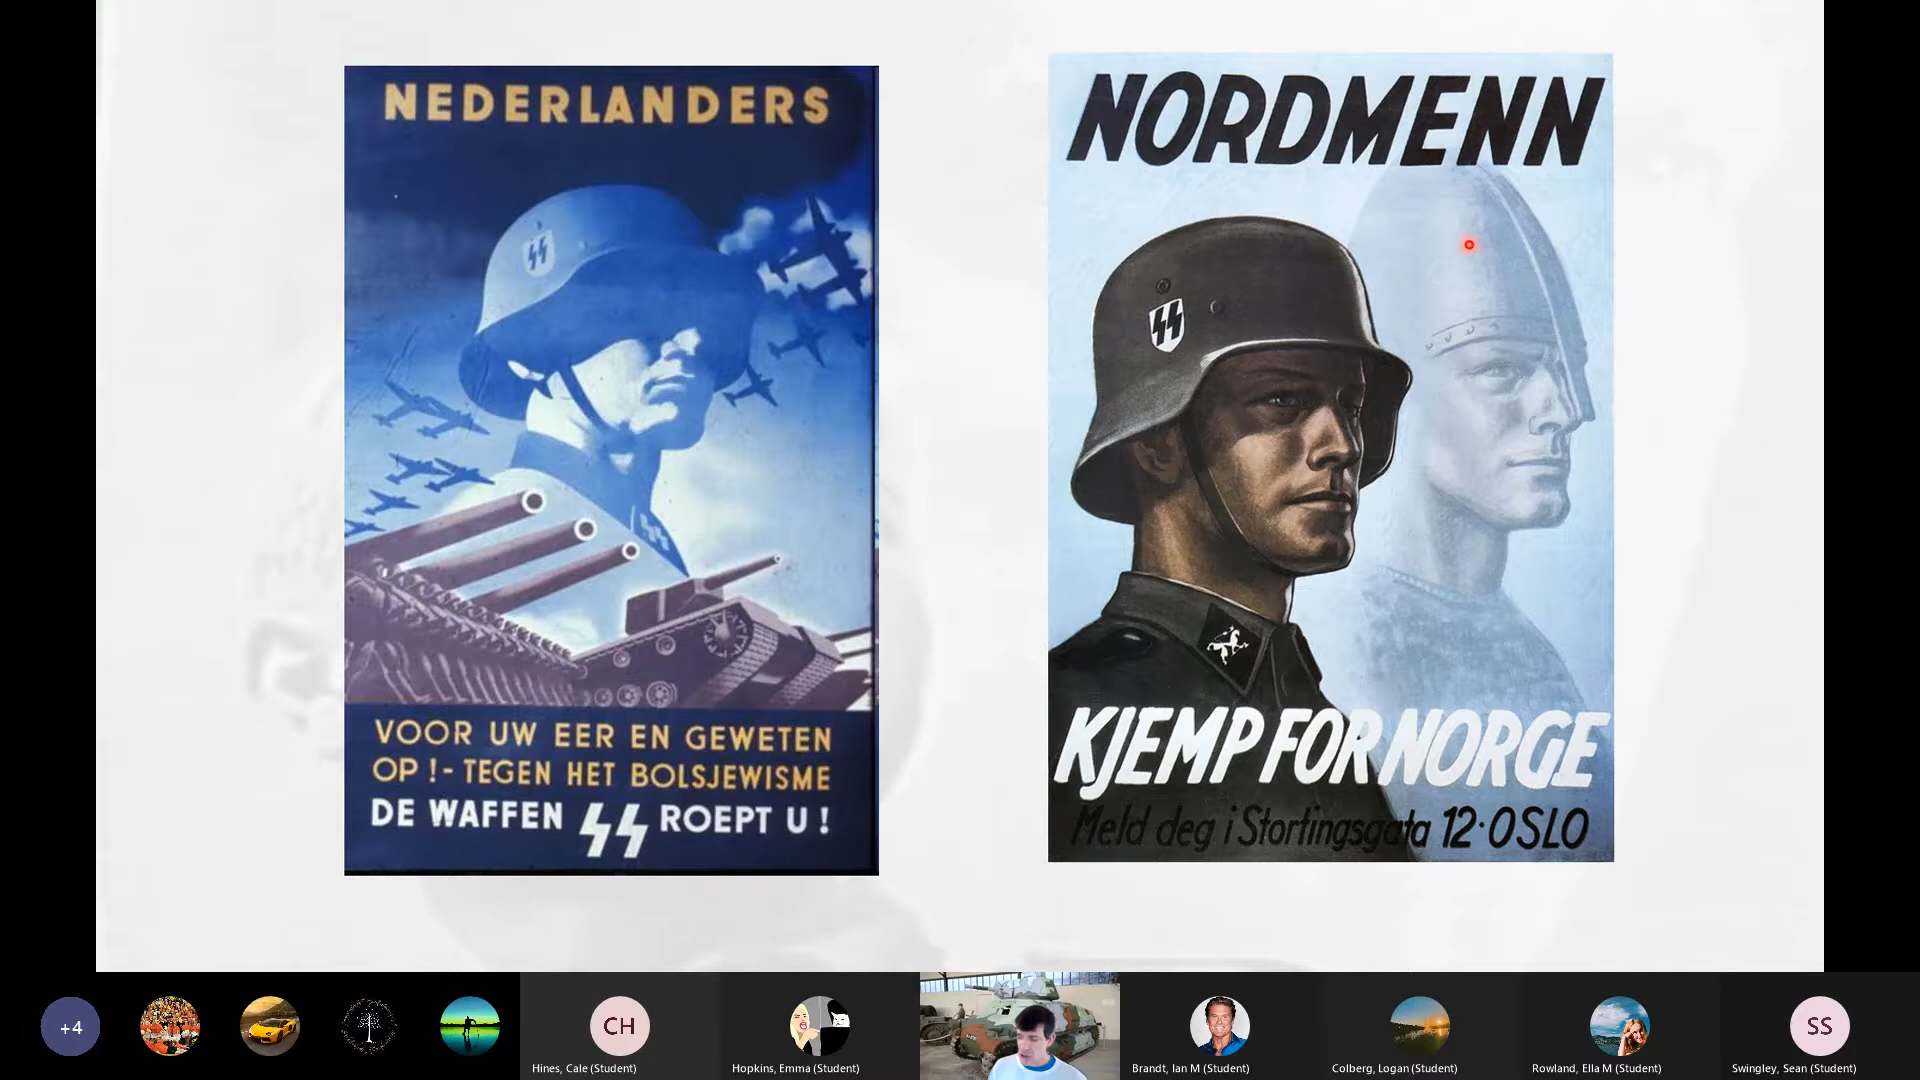 NEDERLANDERS
VOOR UW EER EN GEWETEN
OP!-TEGEN HET BOLSJEWISME
DE WAFFEN SS ROEPT U!
NORDMENN
KJEMP FOR NORGE
Meld deg i Stortingsgata 12·OSLO
+4
CH
Hines, Cale (Student)
Hopkins, Emma (Student)
Brandt, Ian M (Student)
Colberg, Logan (Student)
Rowland, Ella M (Student)
SS
Swingley, Sean (Student)